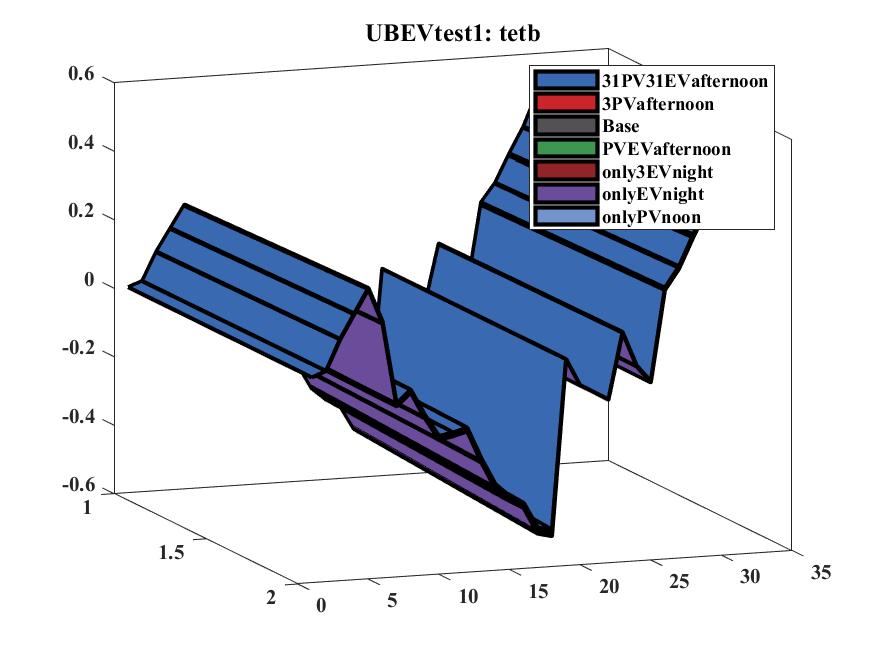 UBEVtest1: tetb
0.6
0.4
0.2
0
-0.2
-0.4
-0.6
31PV31EVafternoon
3PVafternoon
Base
PVEVafternoon
only3EVnight
onlyEVnight
onlyPVnoon
1
1.5
2
0
5
10
15
20
25
30
35